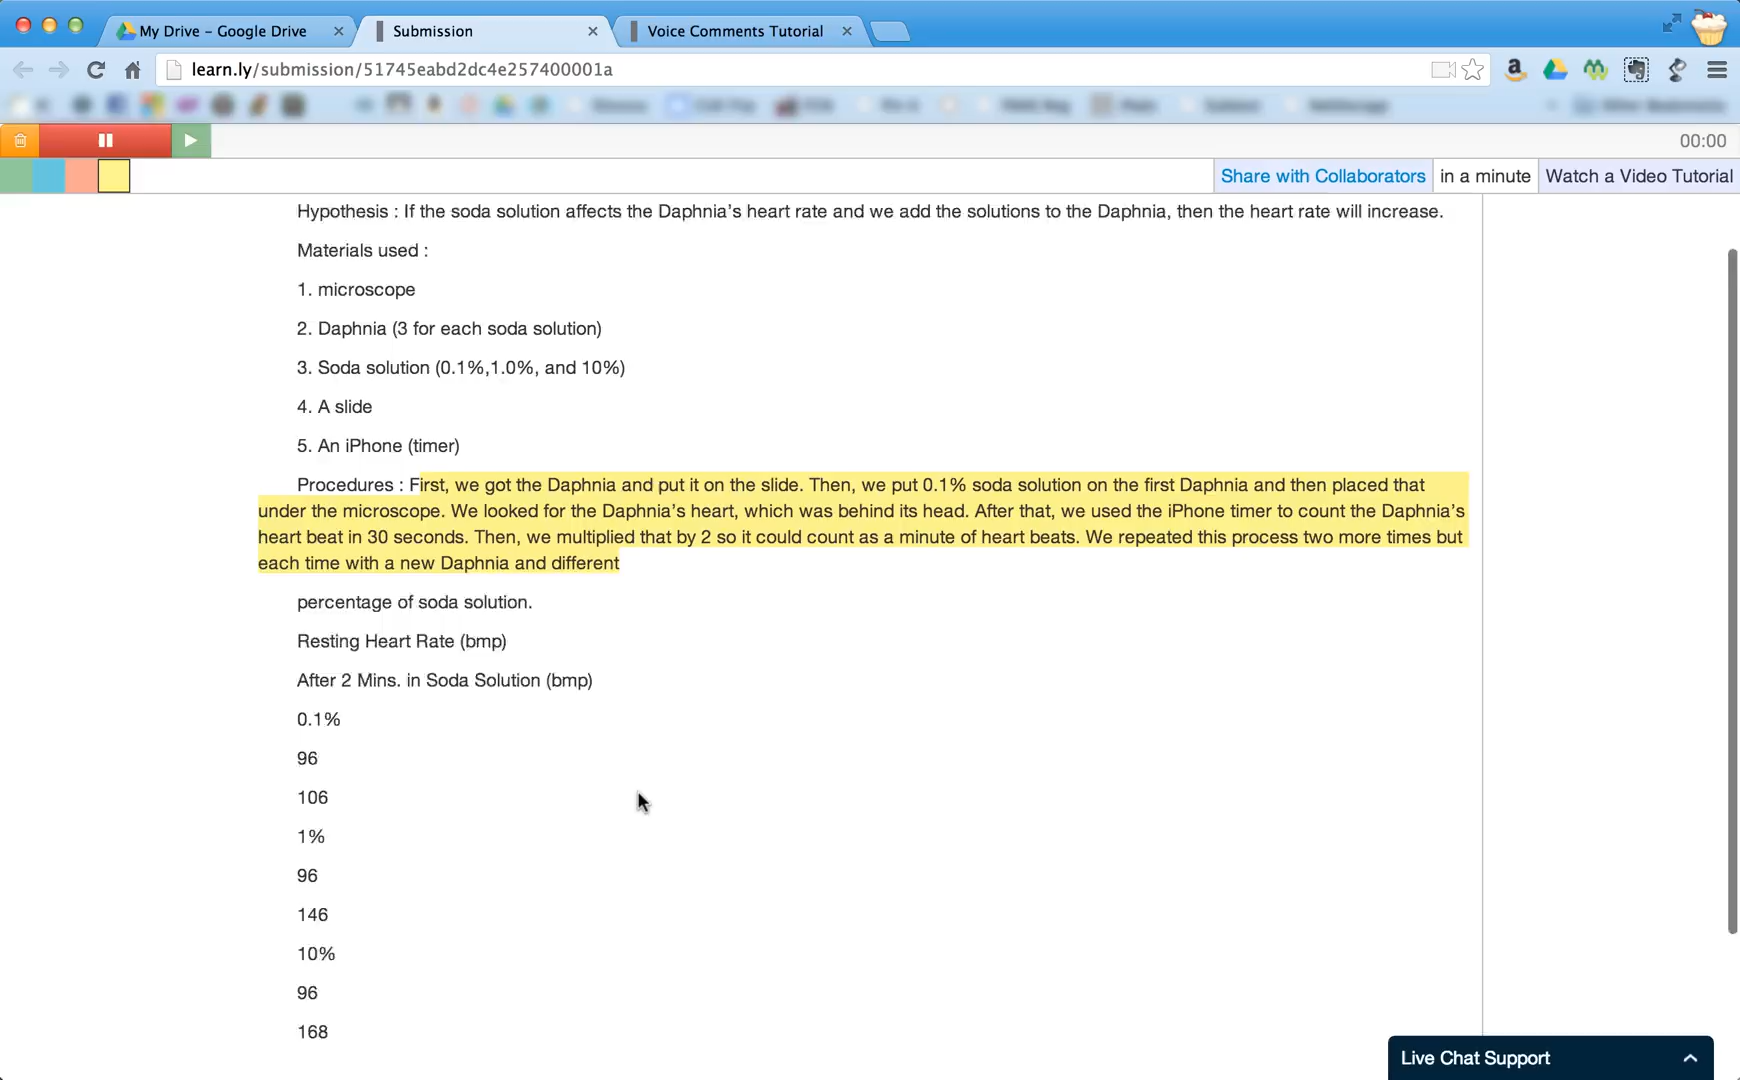 My Drive – Google Drive
Submission
Voice Comments Tutorial
learn.ly/submission/51745eabd2dc4e257400001a
Other Bookmarks
00:00
Share with Collaborators
in a minute
Watch a Video Tutorial
Hypothesis : If the soda solution affects the Daphnia’s heart rate and we add the solutions to the Daphnia, then the heart rate will increase.
Materials used :
1. microscope
2. Daphnia (3 for each soda solution)
3. Soda solution (0.1%,1.0%, and 10%)
4. A slide
5. An iPhone (timer)
Procedures : First, we got the Daphnia and put it on the slide. Then, we put 0.1% soda solution on the first Daphnia and then placed that
under the microscope. We looked for the Daphnia’s heart, which was behind its head. After that, we used the iPhone timer to count the Daphnia’s
heart beat in 30 seconds. Then, we multiplied that by 2 so it could count as a minute of heart beats. We repeated this process two more times but
each time with a new Daphnia and different
percentage of soda solution.
Resting Heart Rate (bmp)
After 2 Mins. in Soda Solution (bmp)
0.1%
96
106
1%
96
146
10%
96
168
Live Chat Support